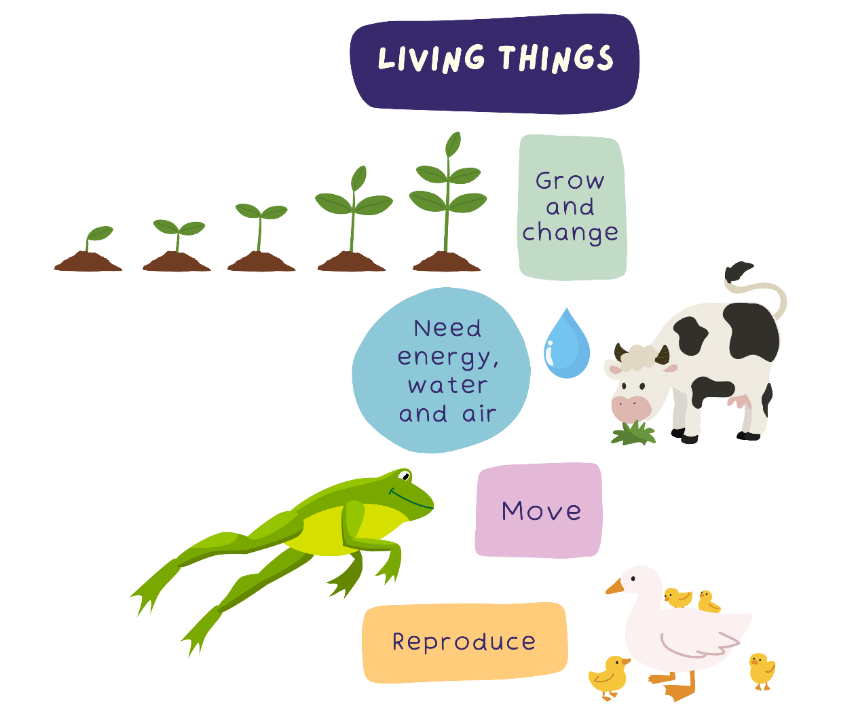 LIVING THINGS
Grow
and
change
Need
energy,
water
and air
Move
Reproduce